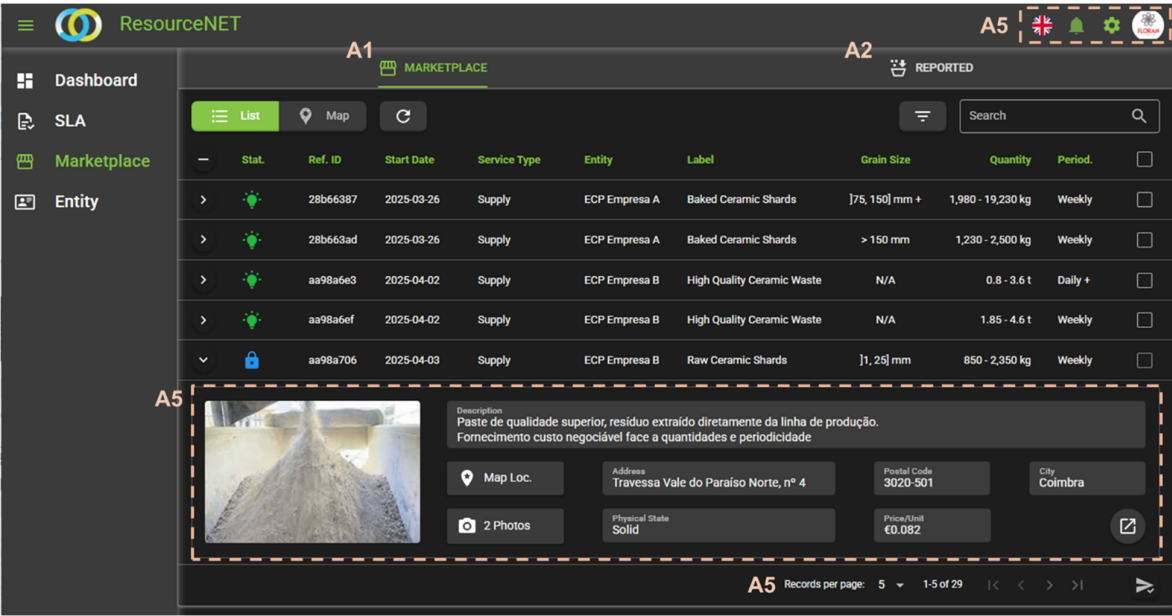 ResourceNET
A5
FLORAM
Dashboard
SLA
Marketplace
Entity
A1
MARKETPLACE
A2
REPORTED
List
Map
Search
Stat. Ref. ID Start Date Service Type Entity Label Grain Size Quantity Period.
28b66387 2025-03-26 Supply ECP Empresa A Baked Ceramic Shards ]75, 150] mm + 1,980 - 19,230 kg Weekly
28b663ad 2025-03-26 Supply ECP Empresa A Baked Ceramic Shards > 150 mm 1,230 - 2,500 kg Weekly
aa98a6e3 2025-04-02 Supply ECP Empresa B High Quality Ceramic Waste N/A 0.8 - 3.6 t Daily +
aa98a6ef 2025-04-02 Supply ECP Empresa B High Quality Ceramic Waste N/A 1.85 - 4.6 t Weekly
aa98a706 2025-04-03 Supply ECP Empresa B Raw Ceramic Shards ]1, 25] mm 850 - 2,350 kg Weekly
A5
Description
Paste de qualidade superior, resíduo extraído diretamente da linha de produção.
Fornecimento custo negociável face a quantidades e periodicidade
Map Loc.
Address
Travessa Vale do Paraíso Norte, nº 4
Postal Code
3020-501
City
Coimbra
2 Photos
Physical State
Solid
Price/Unit
€0.082
A5 Records per page: 5 1-5 of 29